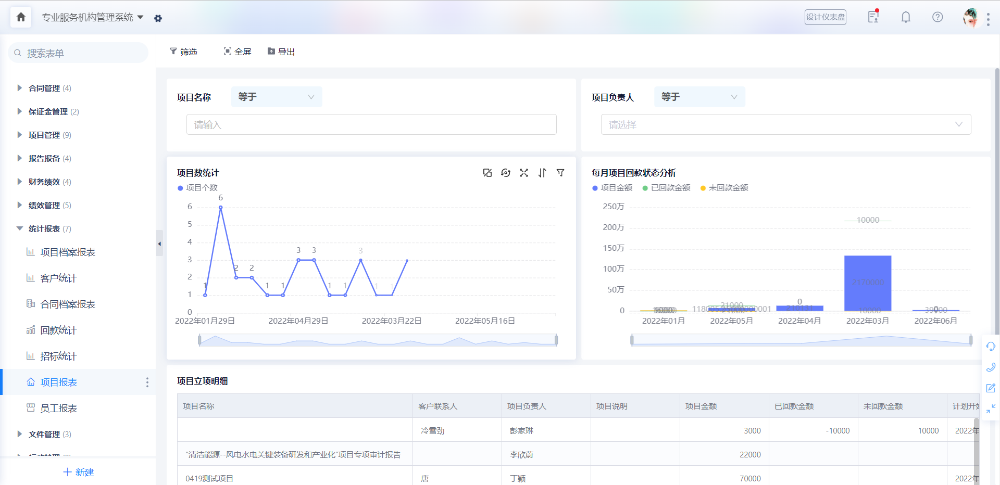 专业服务机构管理系统
设计仪表盘
搜索表单
筛选
全屏
导出
合同管理 (4)
保证金管理 (2)
项目管理 (9)
报告报备 (4)
财务绩效 (4)
绩效管理 (5)
统计报表 (7)
项目档案报表
客户统计
合同档案报表
回款统计
招标统计
项目报表
员工报表
文件管理 (3)
新建
项目名称
等于
请输入
项目负责人
等于
请选择
项目数统计
项目个数
6
5
4
3
2
1
0
1
6
2
2
1
1
3
3
1
1
3
1
1
2022年01月29日
2022年04月29日
2022年03月22日
2022年05月16日
每月项目回款状态分析
项目金额
已回款金额
未回款金额
250万
200万
150万
100万
50万
0
21000
0
10000
2170000
10000
39000
0
2022年01月
2022年05月
2022年04月
2022年03月
2022年06月
项目立项明细
项目名称 客户联系人 项目负责人 项目说明 项目金额 已回款金额 未回款金额 计划开始
冷雪劲 彭家琳 3000 -10000 10000 2022年
“清洁能源--风电水电关键装备研发和产业化”项目专项审计报告 李欣蔚 22000
0419测试项目 唐 丁颖 70000 2022年